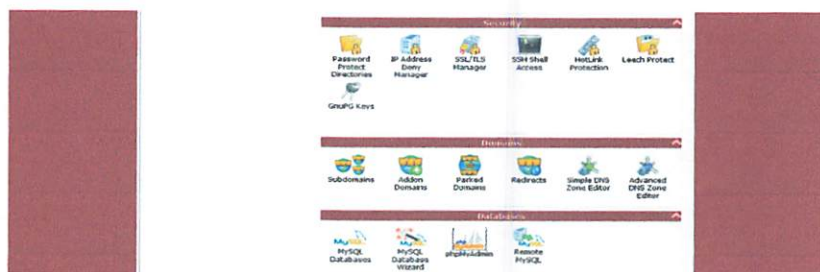 Security
Password Protect Directories
IP Address Deny Manager
SSL/TLS Manager
SSH Shell Access
HotLink Protection
Leech Protect
GnuPG Keys
Domains
Subdomains
Addon Domains
Parked Domains
Redirects
Simple DNS Zone Editor
Advanced DNS Zone Editor
Databases
MySQL Databases
MySQL Database Wizard
phpMyAdmin
Remote MySQL